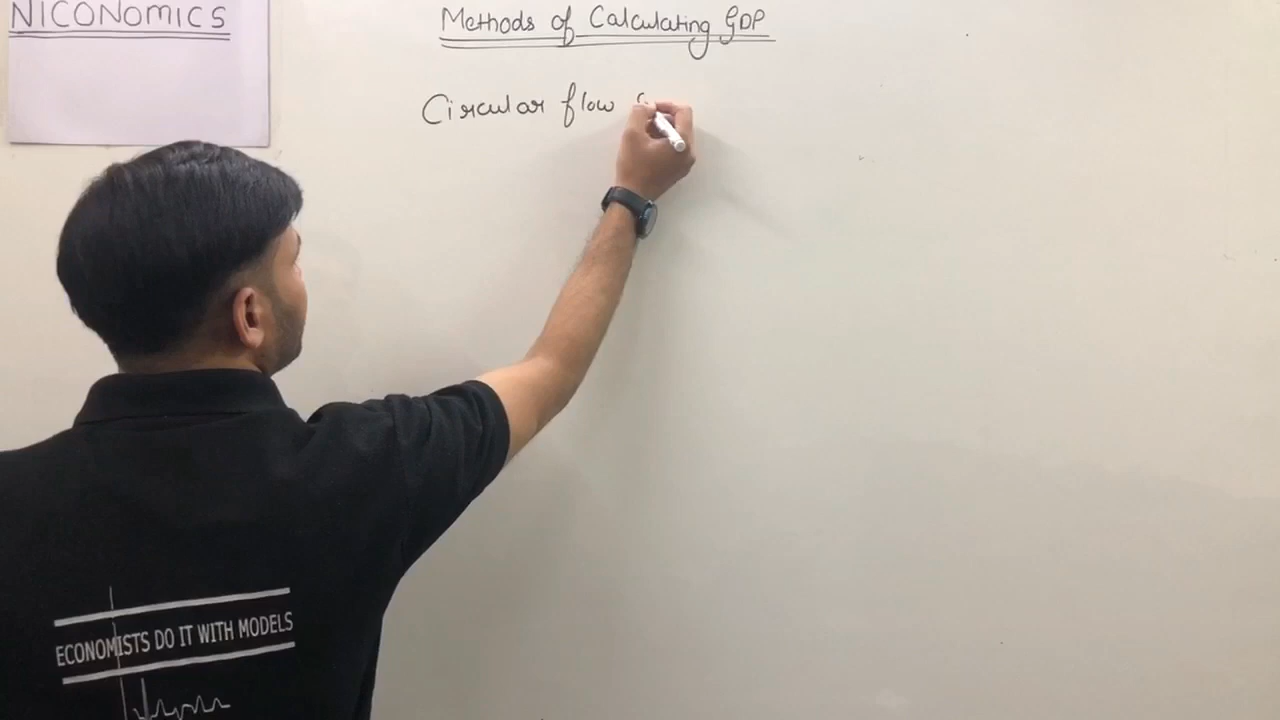 NICONOMICS
Methods of Calculating GDP
Circular flow
ECONOMISTS DO IT WITH MODELS